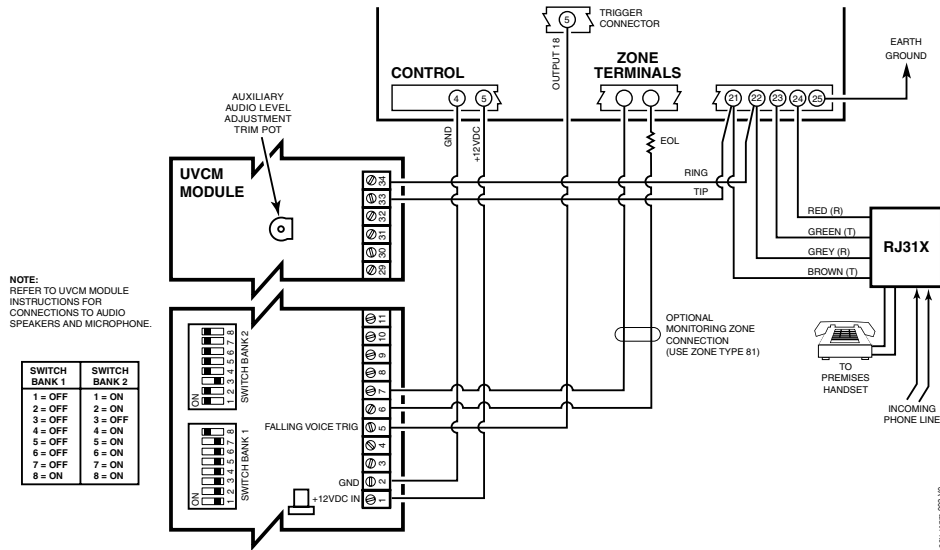 5
TRIGGER
CONNECTOR
OUTPUT 18
EARTH
GROUND
CONTROL
ZONE
TERMINALS
4
5
21
22
23
24
25
GND
+12VDC
EOL
AUXILIARY
AUDIO LEVEL
ADJUSTMENT
TRIM POT
UVCM
MODULE
34
33
32
31
30
29
RING
TIP
RED (R)
GREEN (T)
GREY (R)
BROWN (T)
RJ31X
NOTE:
REFER TO UVCM MODULE
INSTRUCTIONS FOR
CONNECTIONS TO AUDIO
SPEAKERS AND MICROPHONE.
SWITCH BANK 1
SWITCH BANK 2
1 = OFF 1 = ON
2 = OFF 2 = ON
3 = OFF 3 = OFF
4 = OFF 4 = ON
5 = OFF 5 = ON
6 = OFF 6 = ON
7 = OFF 7 = ON
8 = ON 8 = ON
ON
1 2 3 4 5 6 7 8
SWITCH BANK 2
ON
1 2 3 4 5 6 7 8
SWITCH BANK 1
11
10
9
8
7
6
5
4
3
2
1
FALLING VOICE TRIG
GND
+12VDC IN
OPTIONAL
MONITORING ZONE
CONNECTION
(USE ZONE TYPE 81)
TO
PREMISES
HANDSET
INCOMING
PHONE LINE